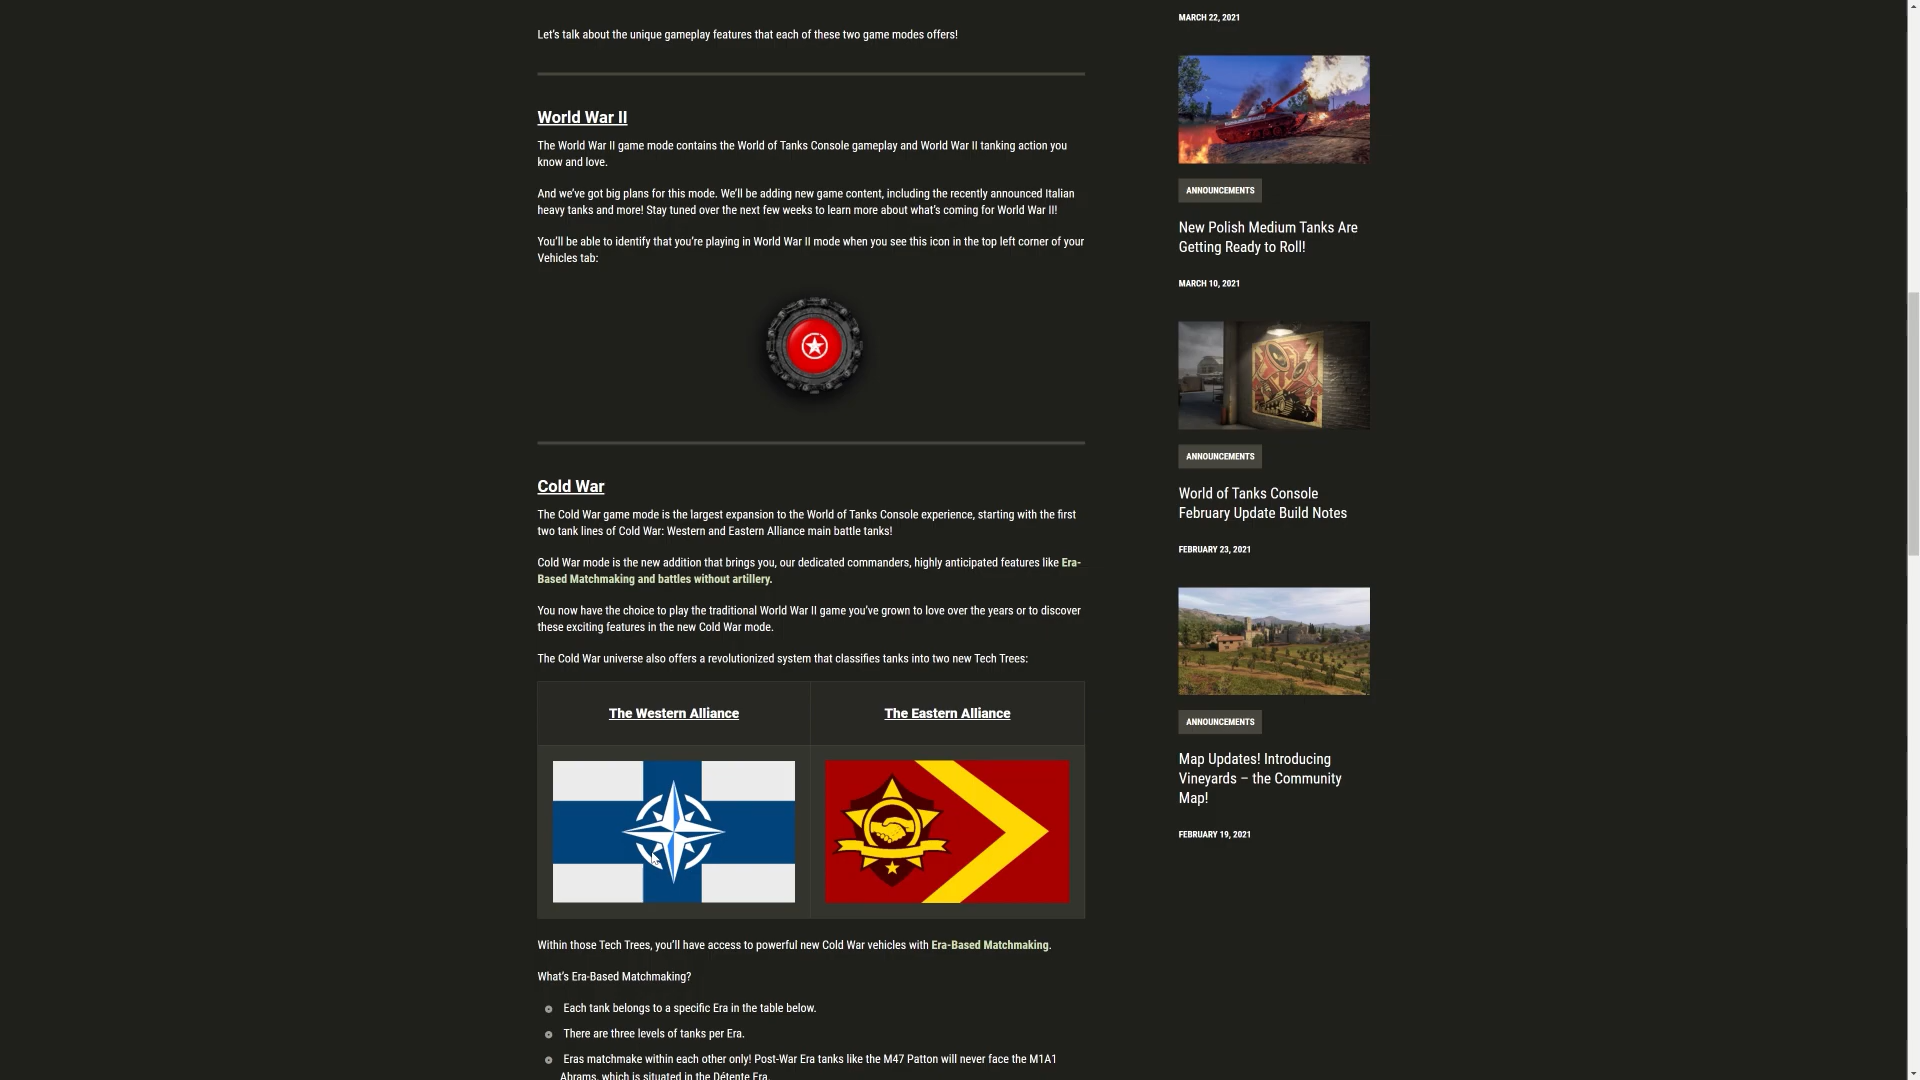 Let's talk about the unique gameplay features that each of these two game modes offers!
World War II
The World War II game mode contains the World of Tanks Console gameplay and World War II tanking action you
know and love.
And we've got big plans for this mode. We'll be adding new game content, including the recently announced Italian
heavy tanks and more! Stay tuned over the next few weeks to learn more about what's coming for World War II!
You'll be able to identify that you're playing in World War II mode when you see this icon in the top left corner of your
Vehicles tab:
Cold War
The Cold War game mode is the largest expansion to the World of Tanks Console experience, starting with the first
two tank lines of Cold War: Western and Eastern Alliance main battle tanks!
Cold War mode is the new addition that brings you, our dedicated commanders, highly anticipated features like Era-
Based Matchmaking and battles without artillery.
You now have the choice to play the traditional World War II game you've grown to love over the years or to discover
these exciting features in the new Cold War mode.
The Cold War universe also offers a revolutionized system that classifies tanks into two new Tech Trees:
The Western Alliance
The Eastern Alliance
Within those Tech Trees, you'll have access to powerful new Cold War vehicles with Era-Based Matchmaking.
What's Era-Based Matchmaking?
Each tank belongs to a specific Era in the table below.
There are three levels of tanks per Era.
Eras matchmake within each other only! Post-War Era tanks like the M47 Patton will never face the M1A1
Abrams, which is situated in the Détente Era.
MARCH 22, 2021
ANNOUNCEMENTS
New Polish Medium Tanks Are
Getting Ready to Roll!
MARCH 10, 2021
ANNOUNCEMENTS
World of Tanks Console
February Update Build Notes
FEBRUARY 23, 2021
ANNOUNCEMENTS
Map Updates! Introducing
Vineyards – the Community
Map!
FEBRUARY 19, 2021